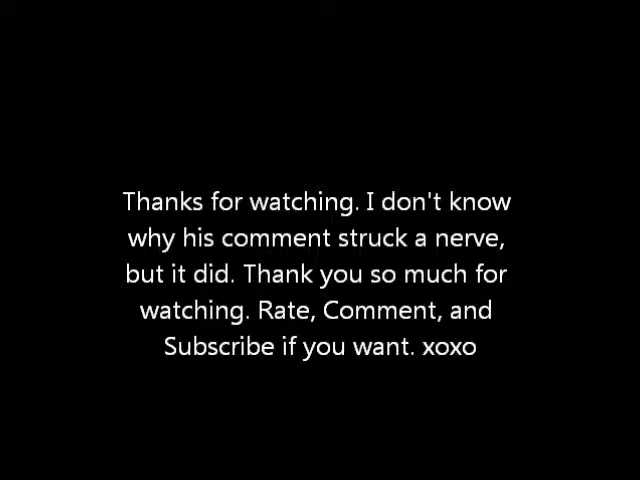 Thanks for watching. I don't know
why his comment struck a nerve,
but it did. Thank you so much for
watching. Rate, Comment, and
Subscribe if you want. xoxo